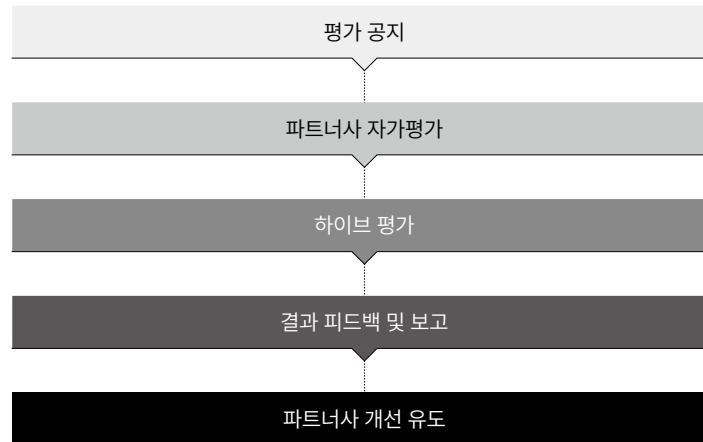 평가 공지
파트너사 자가평가
하이브 평가
결과 피드백 및 보고
파트너사 개선 유도